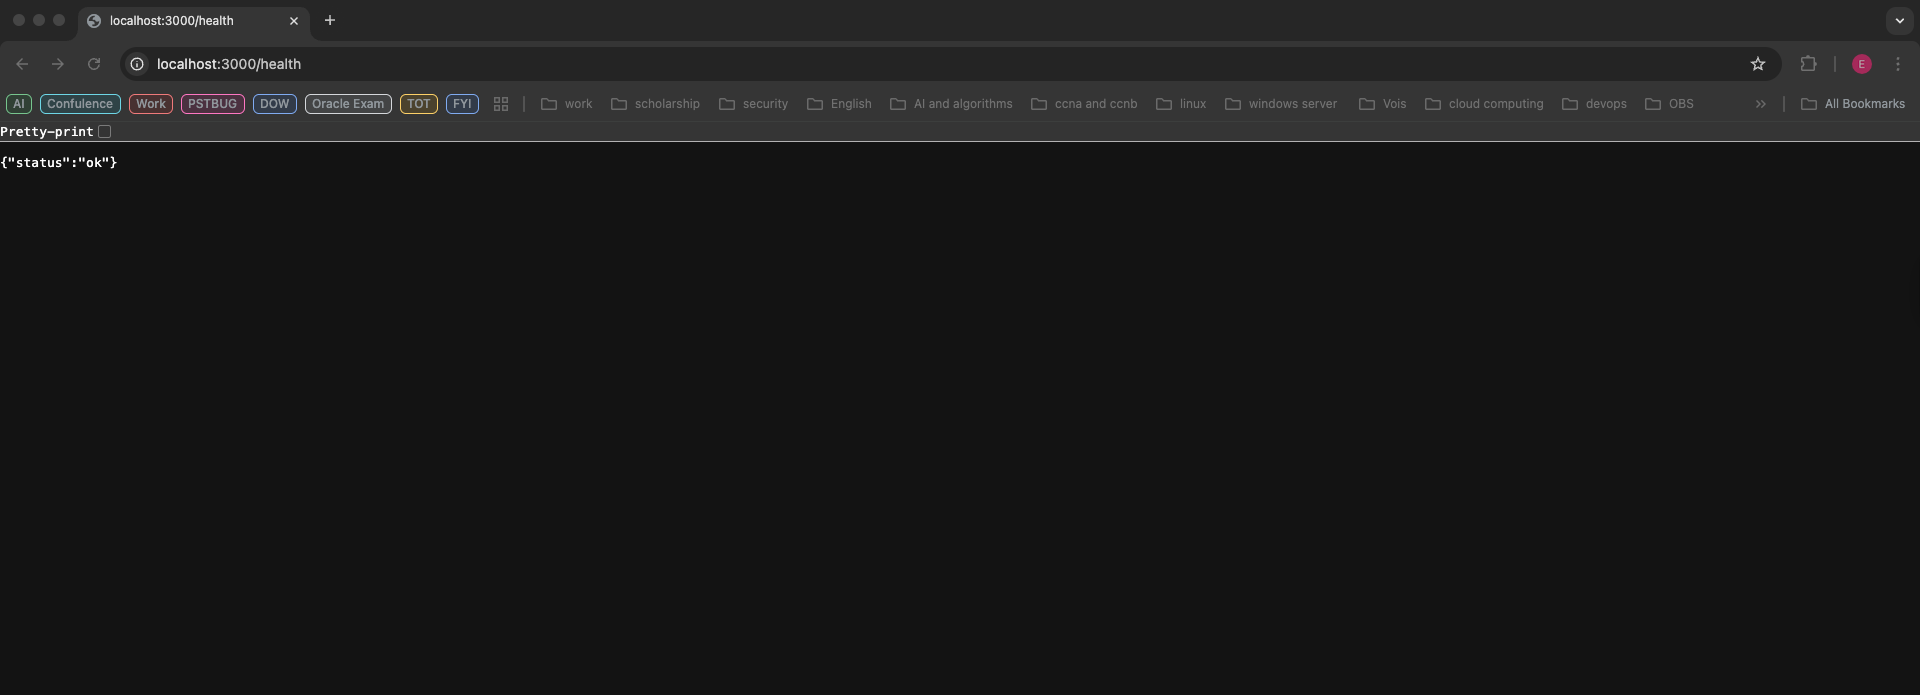 localhost:3000/health
localhost:3000/health
AI Confulence Work PSTBUG DOW Oracle Exam TOT FYI work scholarship security English AI and algorithms ccna and ccnb linux windows server Vois cloud computing devops OBS » All Bookmarks
E
Pretty-print
{"status":"ok"}